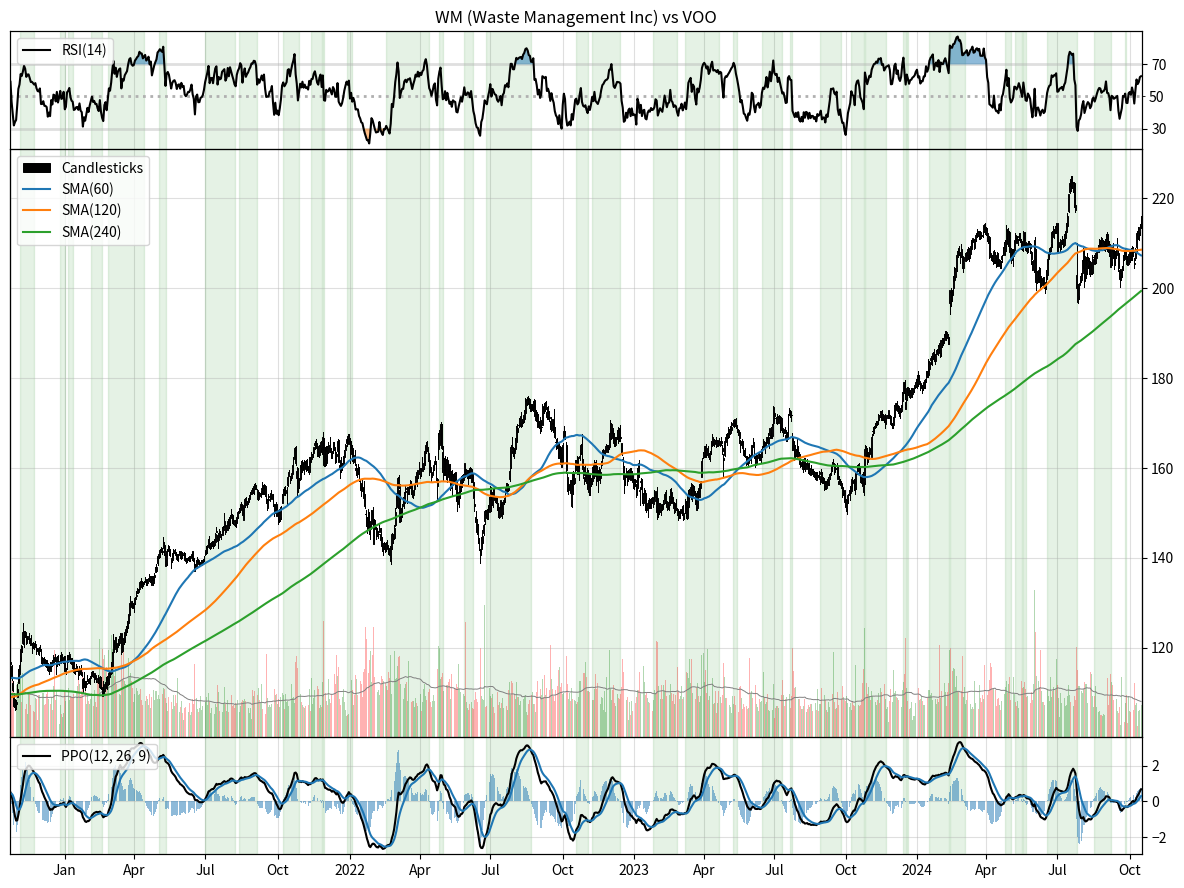 WM (Waste Management Inc) vs VOO
RSI(14)
70
50
30
Candlesticks
SMA(60)
SMA(120)
SMA(240)
220
200
180
160
140
120
PPO(12, 26, 9)
2
0
−2
Jan Apr Jul Oct 2022 Apr Jul Oct 2023 Apr Jul Oct 2024 Apr Jul Oct